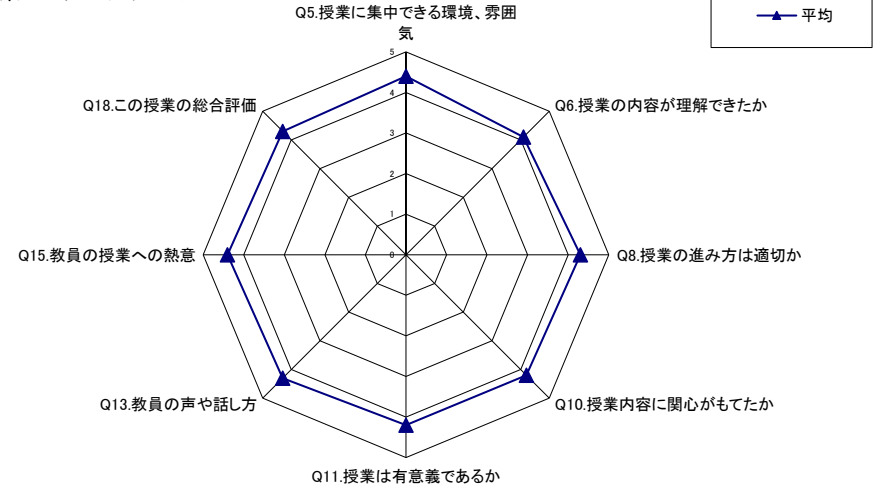 Q5.授業に集中できる環境、雰囲
気
平均
Q18.この授業の総合評価
Q6.授業の内容が理解できたか
5
4
3
2
1
0
Q15.教員の授業への熱意
Q8.授業の進み方は適切か
Q13.教員の声や話し方
Q10.授業内容に関心がもてたか
Q11.授業は有意義であるか